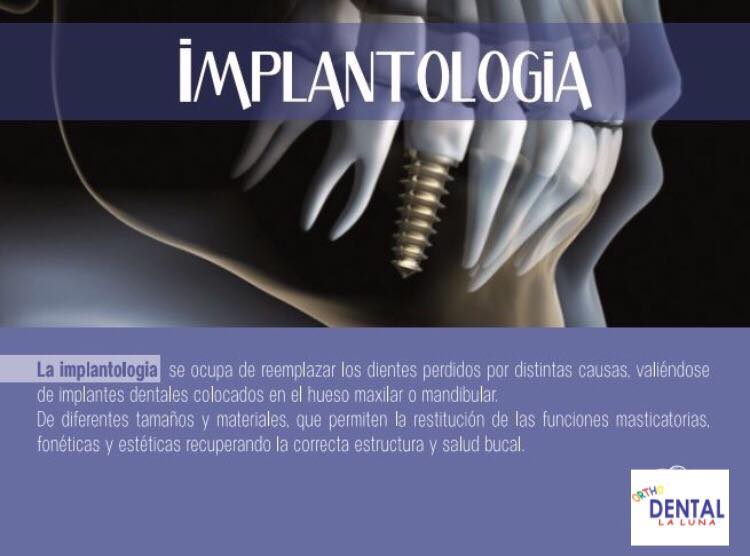 iMPLANTOLOGiA
La implantologia se ocupa de reemplazar los dientes perdidos por distintas causas, valiéndose
de implantes dentales colocados en el hueso maxilar o mandibular.
De diferentes tamaños y materiales, que permiten la restitución de las funciones masticatorias,
fonéticas y estéticas recuperando la correcta estructura y salud bucal.
ORTHO
DENTAL
LA LUNA